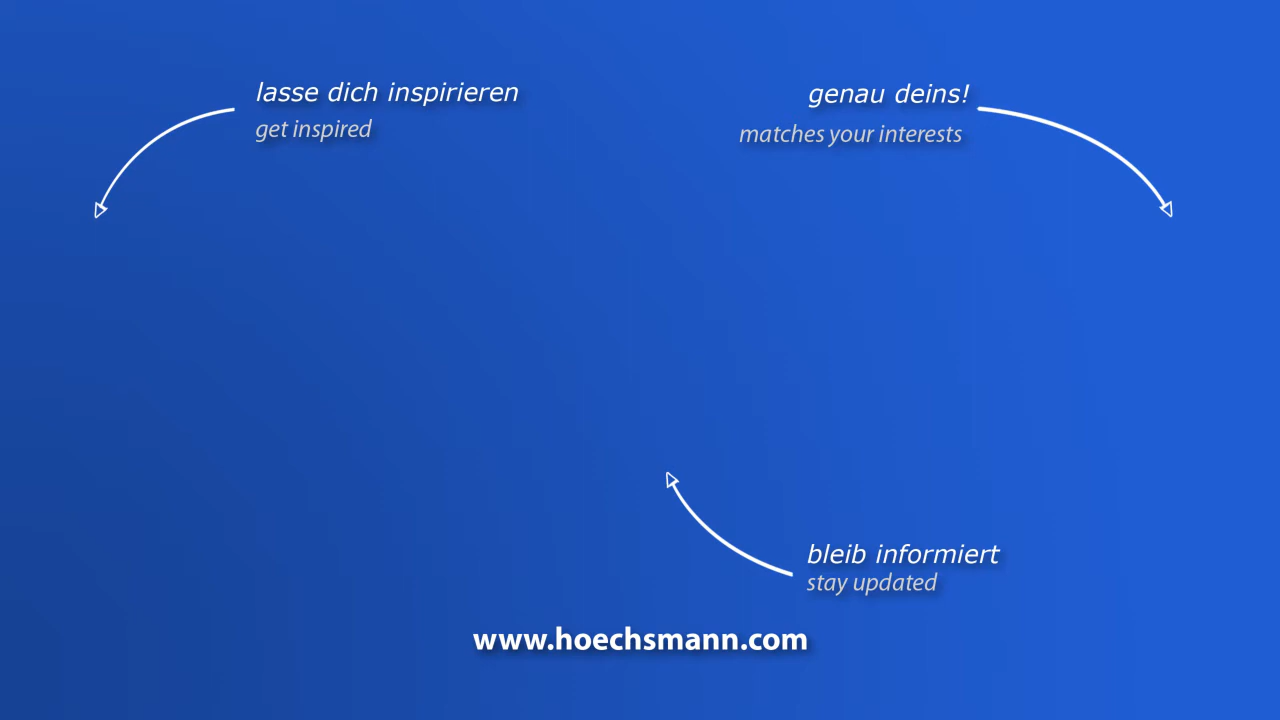 lasse dich inspirieren
get inspired
genau deins!
matches your interests
bleib informiert
stay updated
www.hoechsmann.com